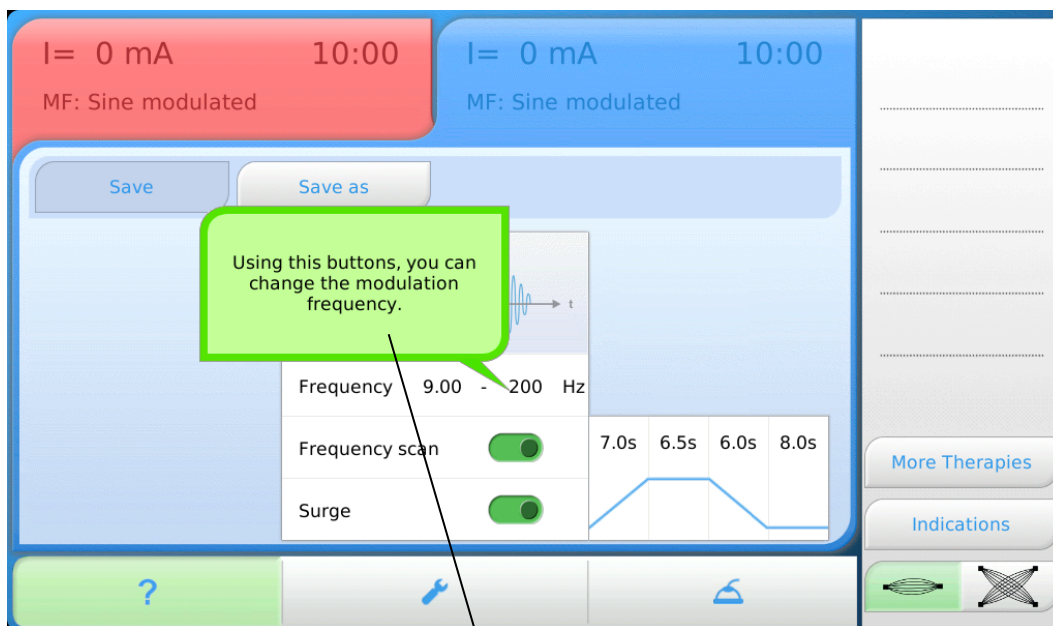 I= 0 mA 10:00
MF: Sine modulated
I= 0 mA 10:00
MF: Sine modulated
Save
Save as
Using this buttons, you can
change the modulation
frequency.
t
Frequency 9.00 - 200 Hz
Frequency scan
Surge
7.0s 6.5s 6.0s 8.0s
More Therapies
Indications
?